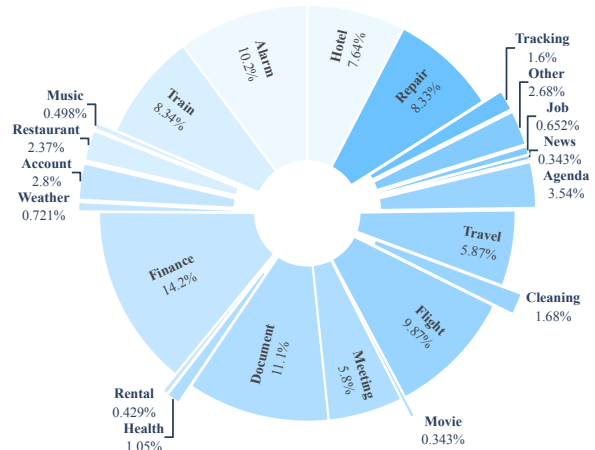 Hotel
7.64%
Repair
8.33%
Tracking
1.6%
Other
2.68%
Job
0.652%
News
0.343%
Agenda
3.54%
Travel
5.87%
Cleaning
1.68%
Flight
9.87%
Movie
0.343%
Meeting
5.8%
Document
11.1%
Health
1.05%
Rental
0.429%
Finance
14.2%
Weather
0.721%
Account
2.8%
Restaurant
2.37%
Music
0.498%
Train
8.34%
Alarm
10.2%